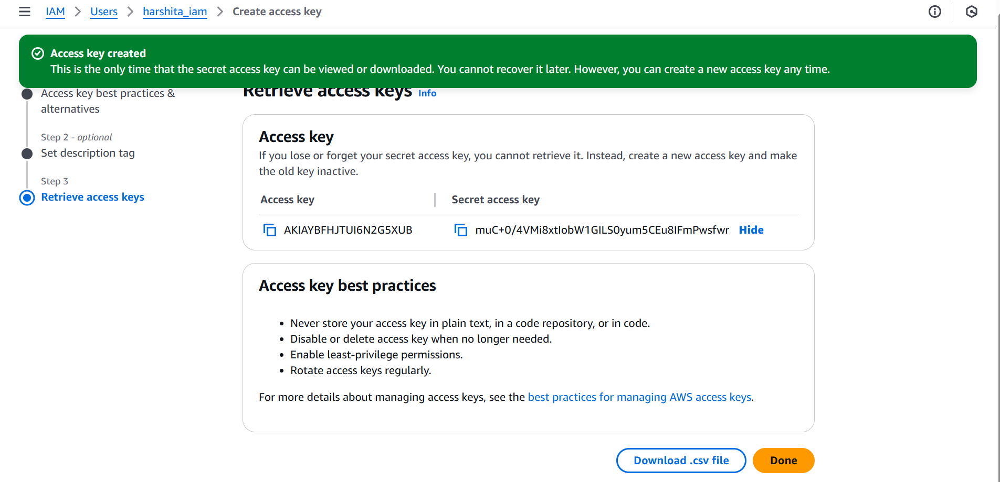 IAM > Users > harshita_iam > Create access key
Access key created
This is the only time that the secret access key can be viewed or downloaded. You cannot recover it later. However, you can create a new access key any time.
Access key best practices &
alternatives
Step 2 - optional
Set description tag
Step 3
Retrieve access keys
Retrieve access keys Info
Access key
If you lose or forget your secret access key, you cannot retrieve it. Instead, create a new access key and make
the old key inactive.
Access key Secret access key
AKIAYBFHJTUI6N2G5XUB Hide
Access key best practices
• Never store your access key in plain text, in a code repository, or in code.
• Disable or delete access key when no longer needed.
• Enable least-privilege permissions.
• Rotate access keys regularly.
For more details about managing access keys, see the best practices for managing AWS access keys.
Download .csv file Done